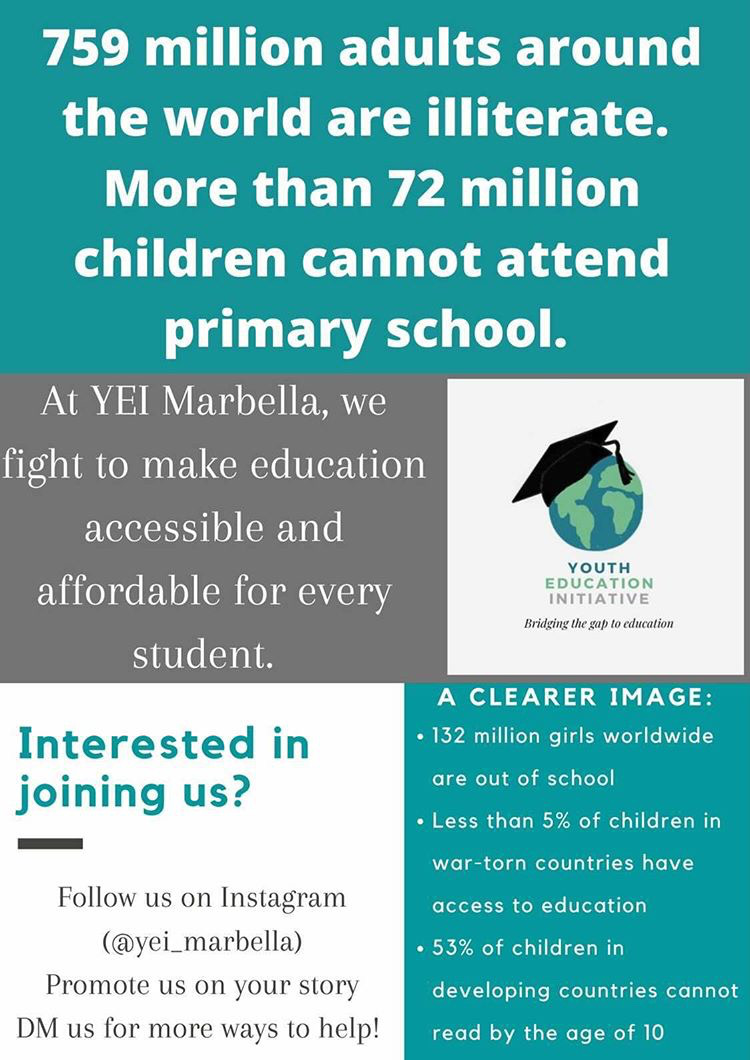 759 million adults around
the world are illiterate.
More than 72 million
children cannot attend
primary school.
At YEI Marbella, we
fight to make education
accessible and
affordable for every
student.
YOUTH
EDUCATION
INITIATIVE
Bridging the gap to education
Interested in
joining us?
Follow us on Instagram
(@yei_marbella)
Promote us on your story
DM us for more ways to help!
A CLEARER IMAGE:
• 132 million girls worldwide
are out of school
• Less than 5% of children in
war-torn countries have
access to education
• 53% of children in
developing countries cannot
read by the age of 10